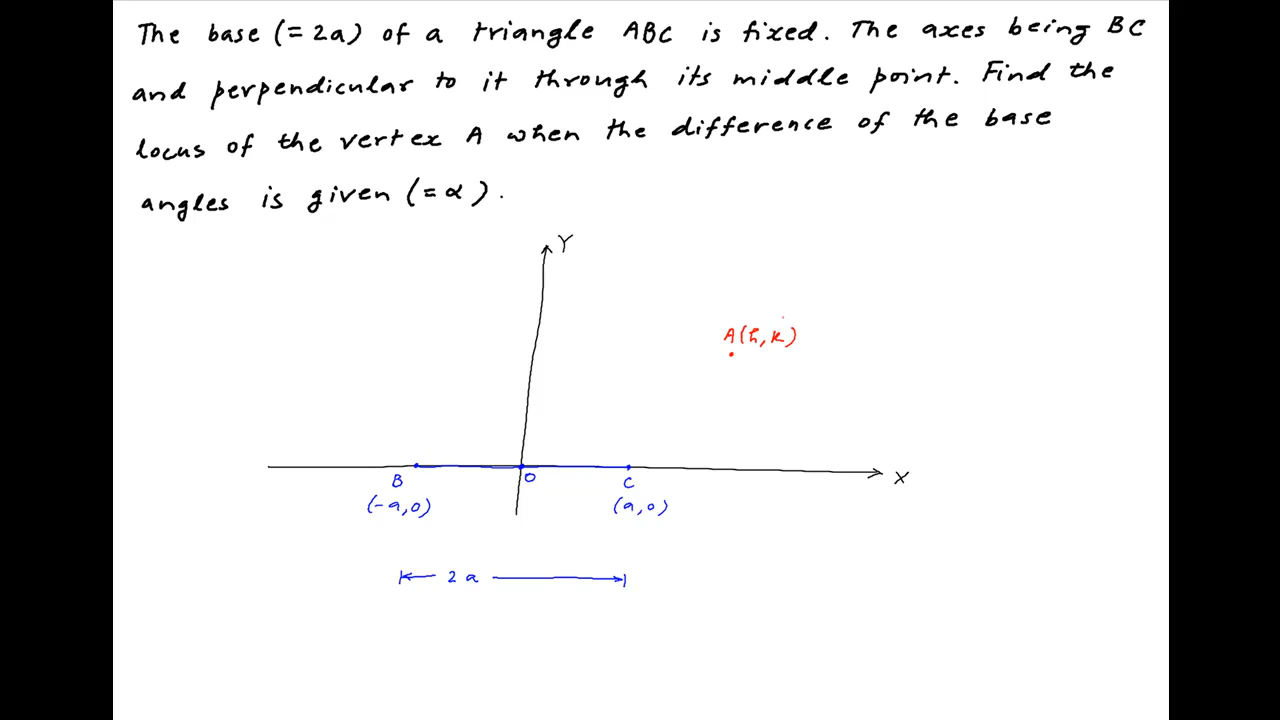 The base (= 2a) of a triangle ABC is fixed. The axes being BC
and perpendicular to it through its middle point. Find the
locus of the vertex A when the difference of the base
angles is given (= α).
Y
A(h, k)
B
O
C
X
(-a, 0)
(a, 0)
2a